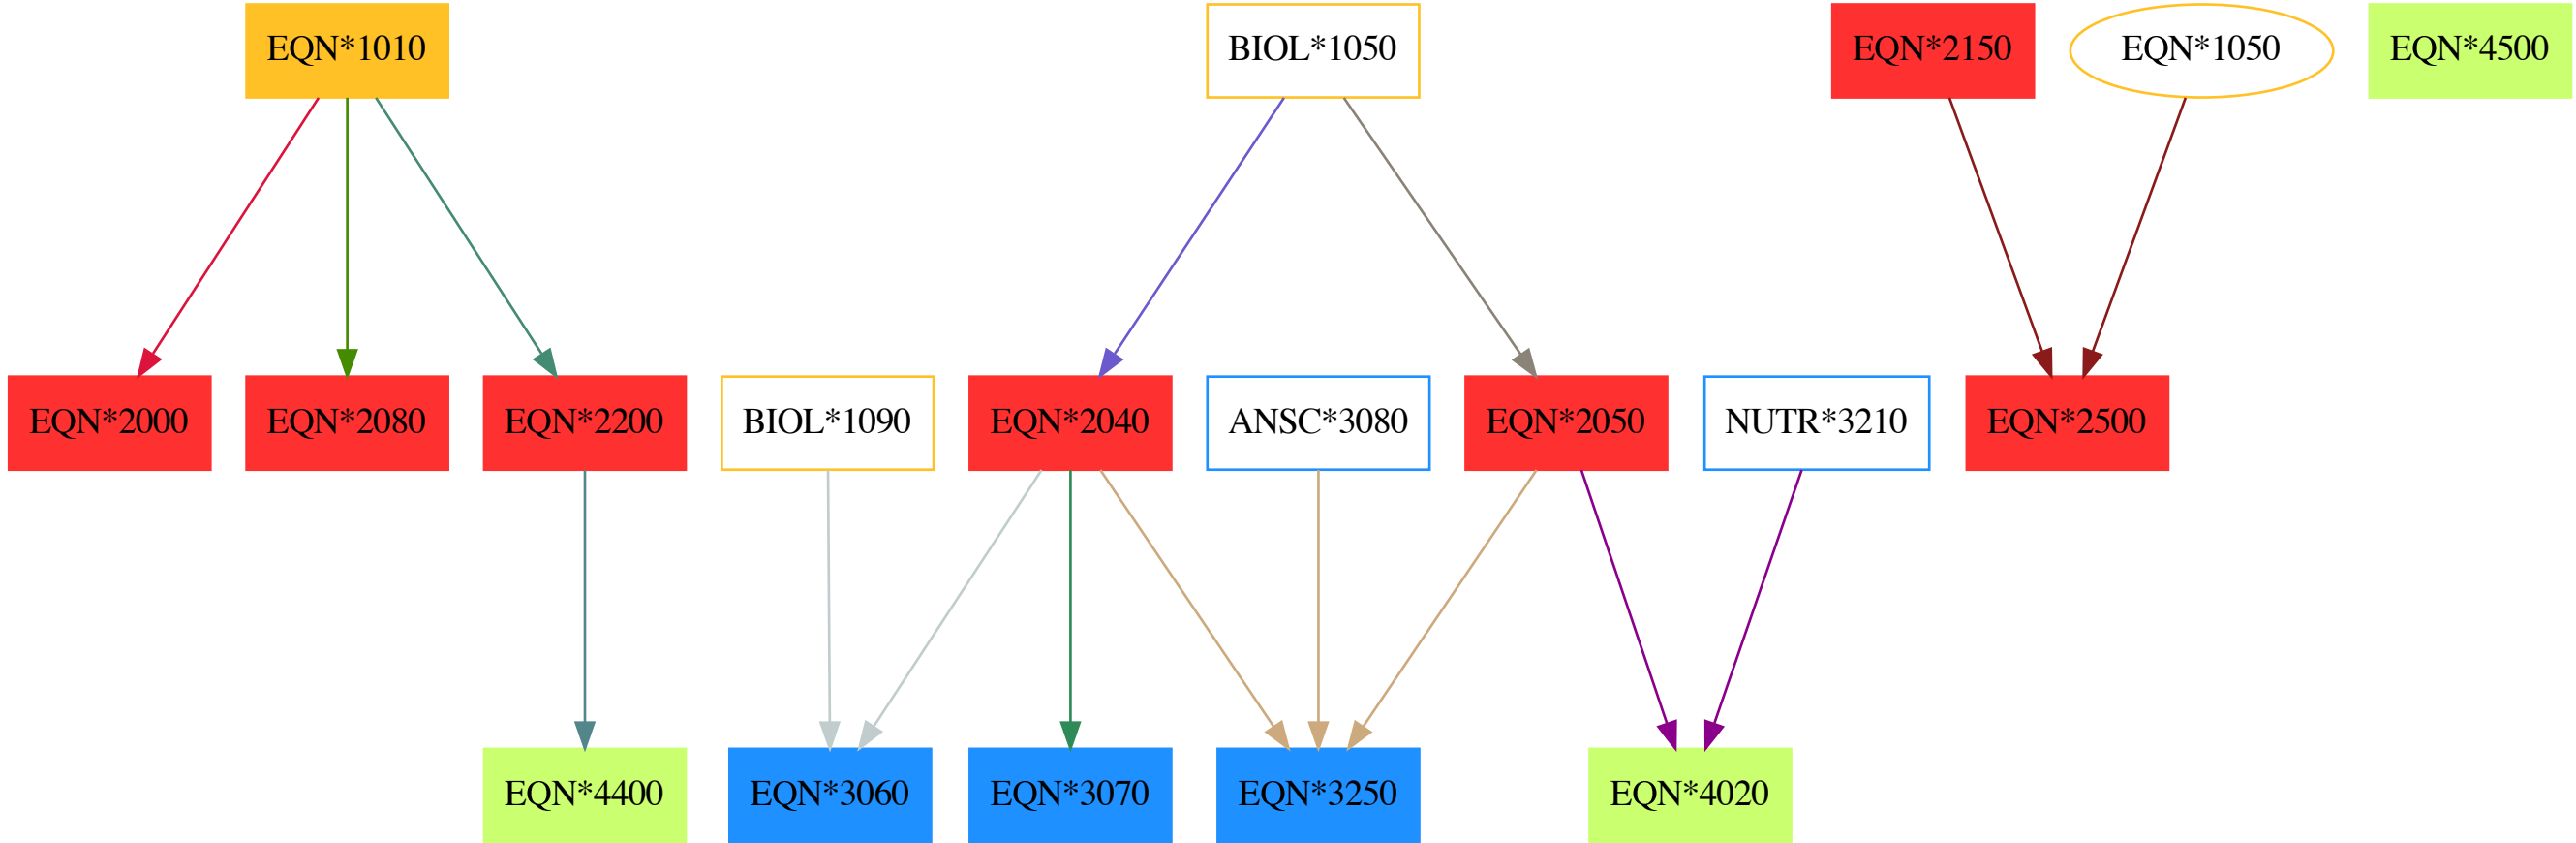 EQN*1010
BIOL*1050
EQN*2150
EQN*1050
EQN*4500
EQN*2000
EQN*2080
EQN*2200
BIOL*1090
EQN*2040
ANSC*3080
EQN*2050
NUTR*3210
EQN*2500
EQN*4400
EQN*3060
EQN*3070
EQN*3250
EQN*4020